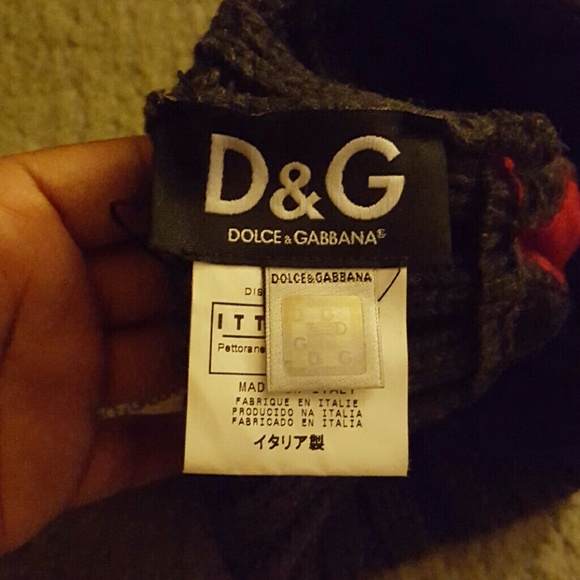 D&G
DOLCE & GABBANA®
DOLCE&GABBANA
DIS
ITT
Pettorane
D G
D
G
D G
MADE IN ITALY
FABRIQUE EN ITALIE
PRODUCIDO NA ITALIA
FABRICADO EN ITALIA
イタリア製